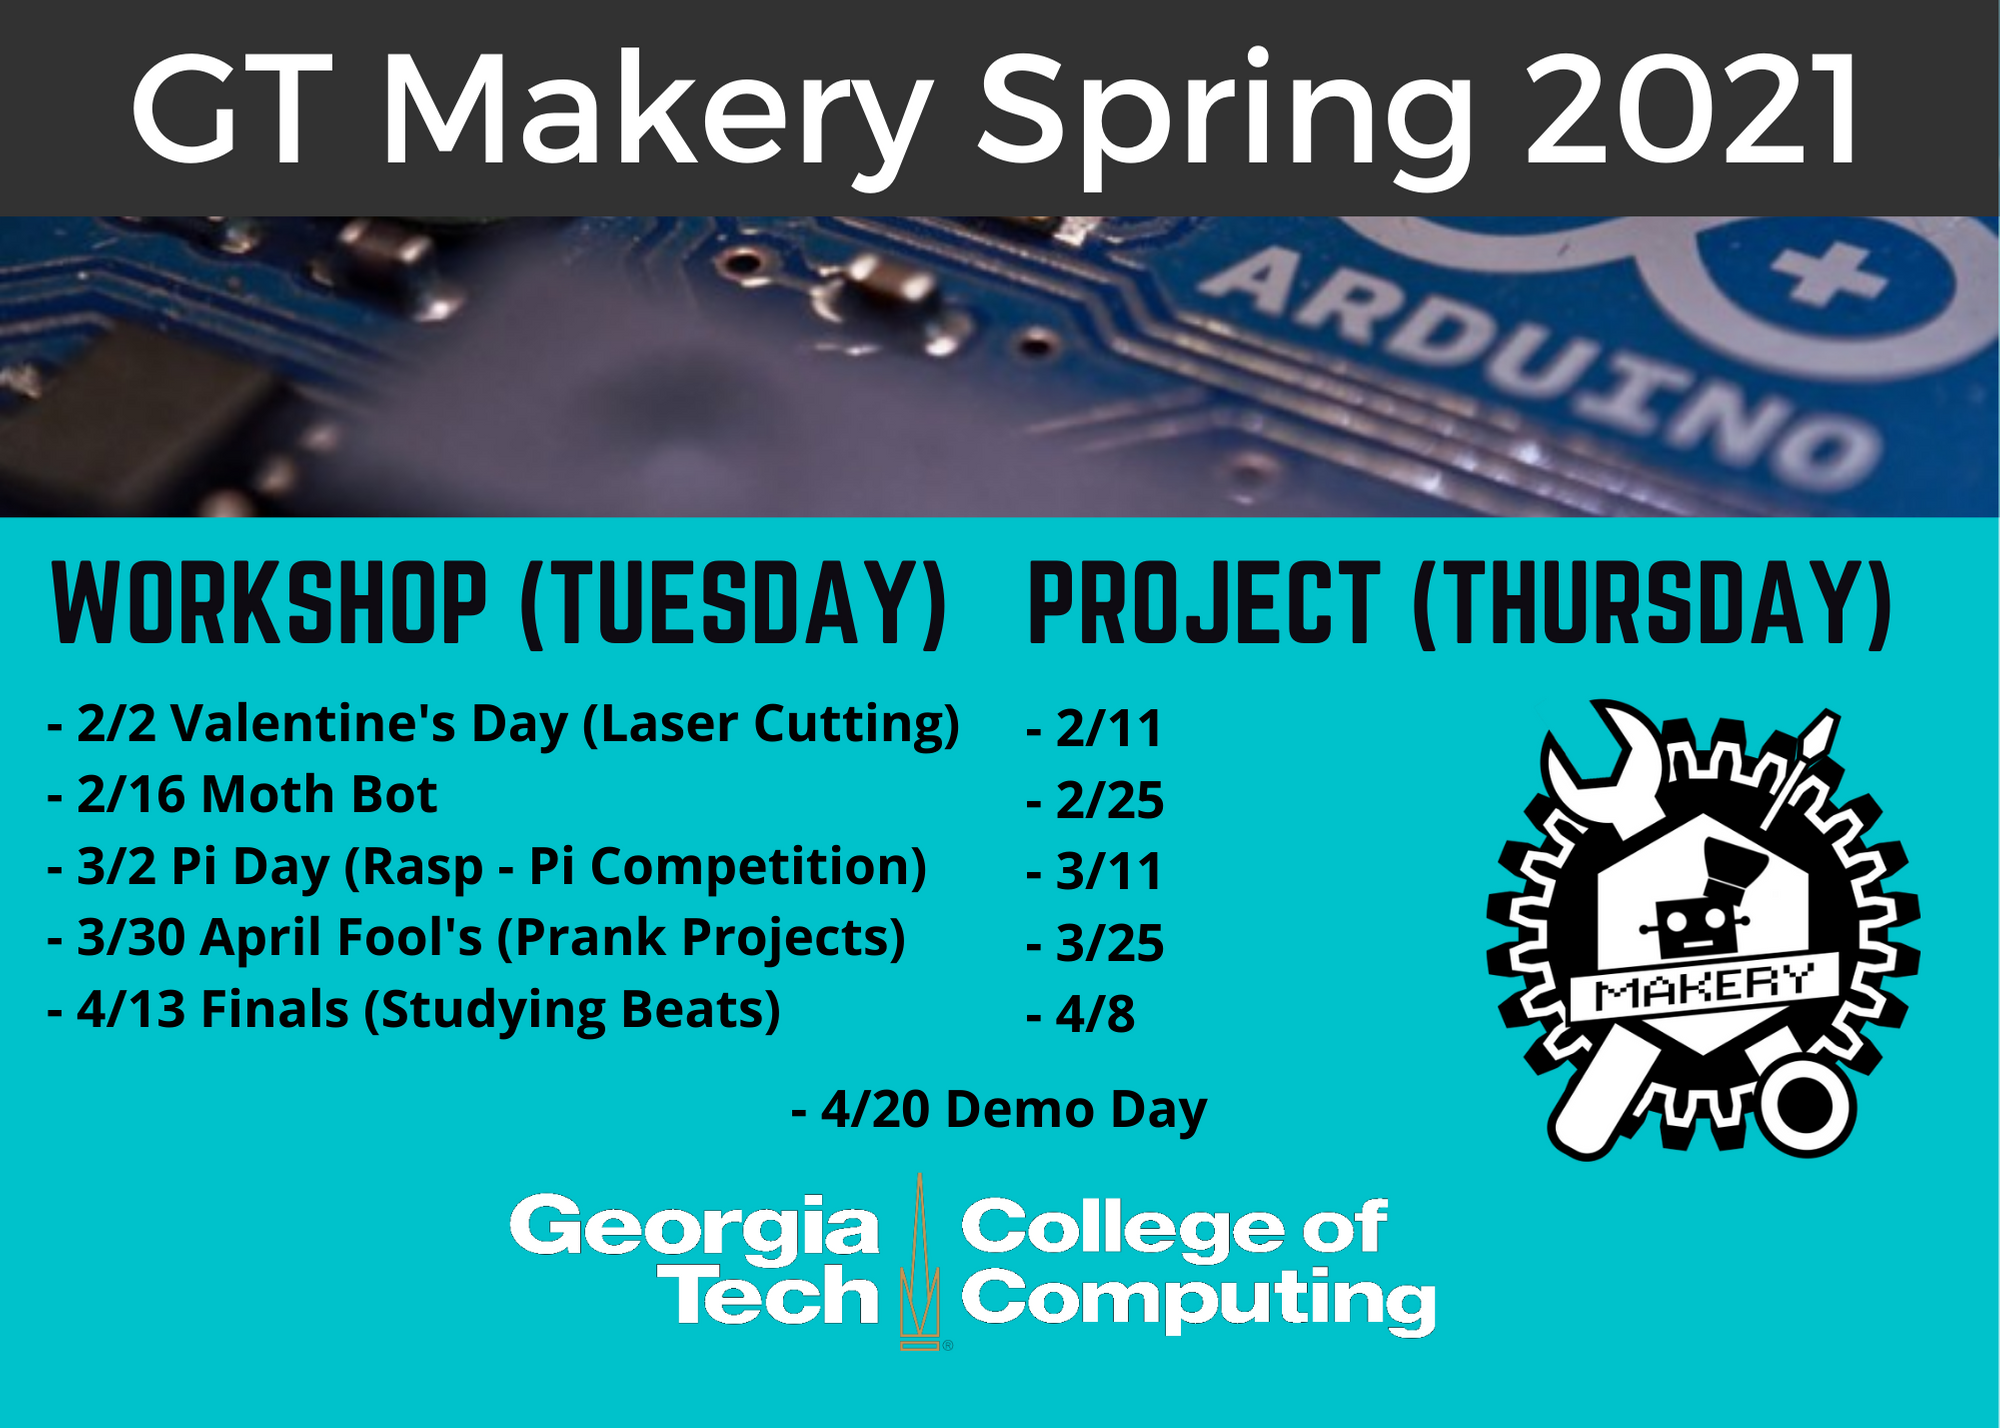 GT Makery Spring 2021
ARDUINO
WORKSHOP (TUESDAY)
- 2/2 Valentine's Day (Laser Cutting)
- 2/16 Moth Bot
- 3/2 Pi Day (Rasp - Pi Competition)
- 3/30 April Fool's (Prank Projects)
- 4/13 Finals (Studying Beats)
PROJECT (THURSDAY)
- 2/11
- 2/25
- 3/11
- 3/25
- 4/8
MAKERY
- 4/20 Demo Day
Georgia
Tech
®
College of
Computing